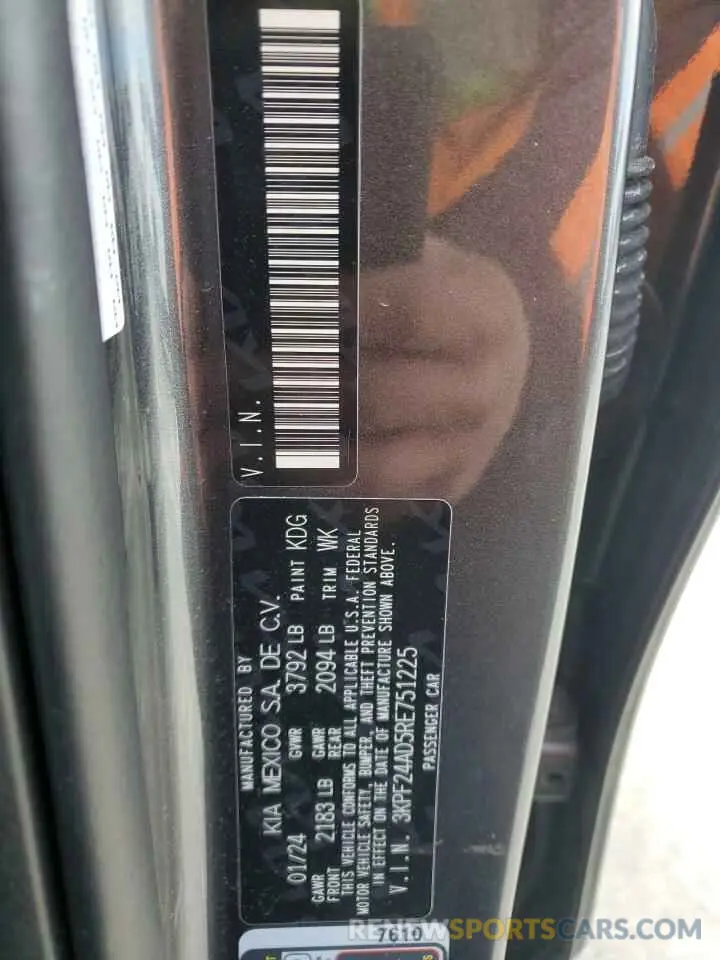 V.I.N.
MANUFACTURED BY
KIA MEXICO S.A. DE C.V.
01/24 GVWR 3792 LB PAINT KDG
GAWR FRONT 2183 LB GAWR REAR 2094 LB TRIM WK
THIS VEHICLE CONFORMS TO ALL APPLICABLE U.S.A. FEDERAL
MOTOR VEHICLE SAFETY, BUMPER, AND THEFT PREVENTION STANDARDS
IN EFFECT ON THE DATE OF MANUFACTURE SHOWN ABOVE.
V.I.N. 3KPF24AD5RE751225
PASSENGER CAR
7610
RENEWSPORTSCARS.COM